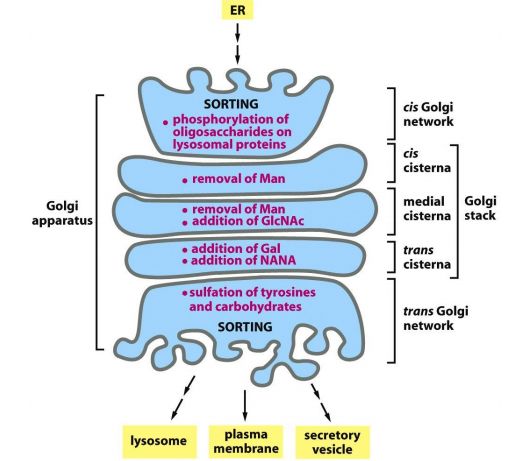 ER
SORTING
• phosphorylation of
oligosaccharides on
lysosomal proteins
cis Golgi
network
• removal of Man
cis
cisterna
• removal of Man
• addition of GlcNAc
medial
cisterna
Golgi
stack
Golgi
apparatus
• addition of Gal
• addition of NANA
trans
cisterna
• sulfation of tyrosines
and carbohydrates
SORTING
trans Golgi
network
lysosome
plasma
membrane
secretory
vesicle